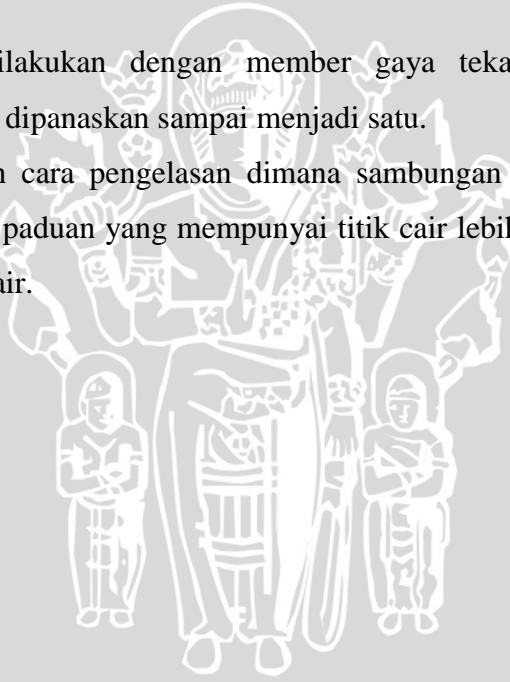 ilakukan dengan member gaya teka
dipanaskan sampai menjadi satu.
n cara pengelasan dimana sambungan
paduan yang mempunyai titik cair lebih
air.